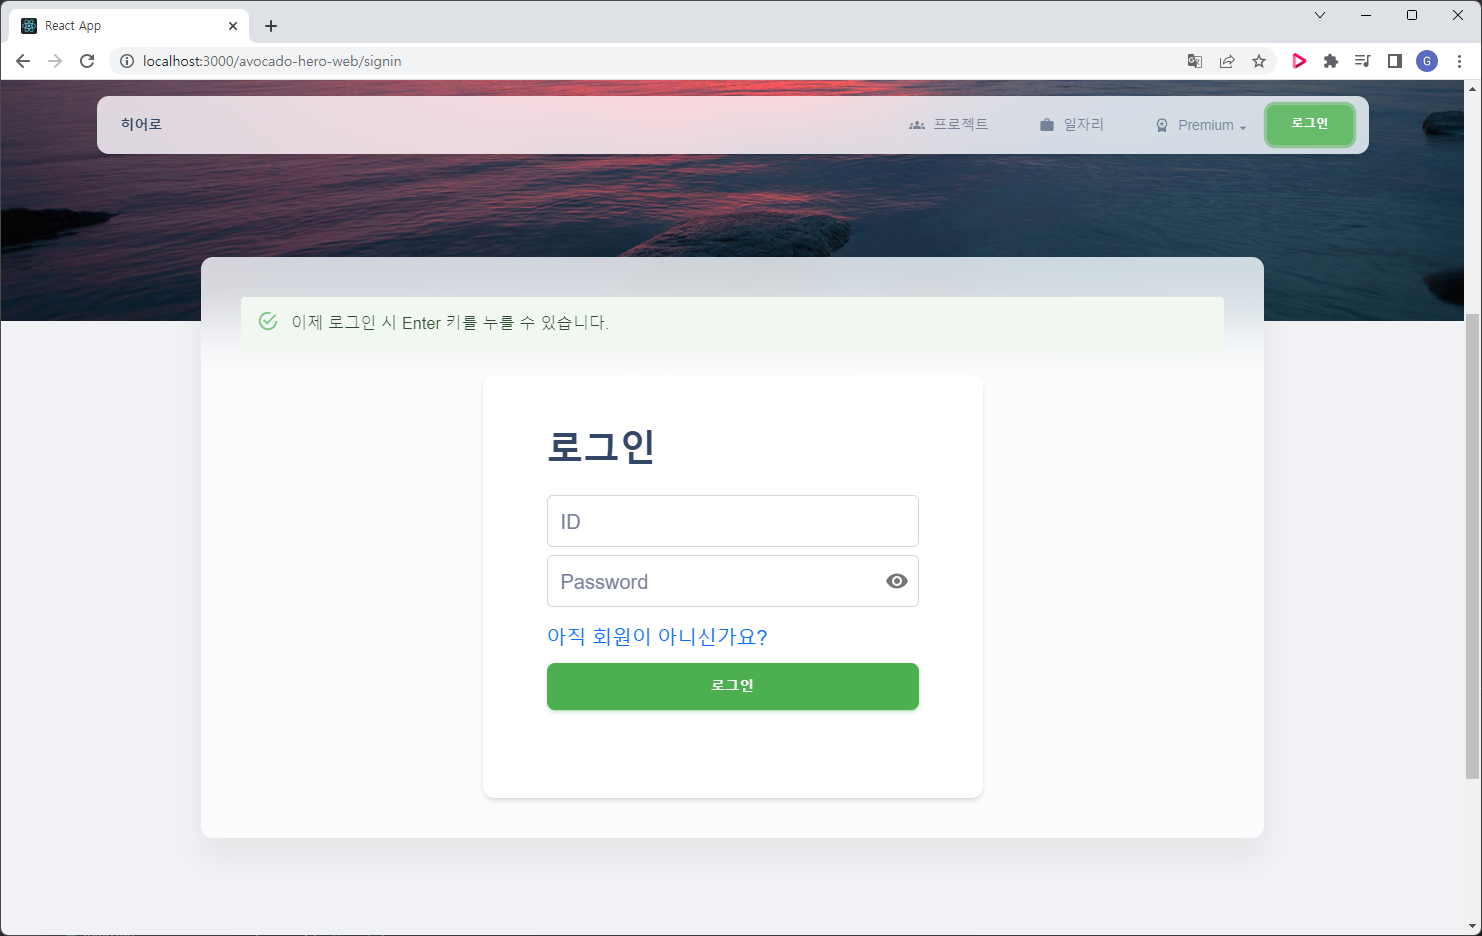 React App
localhost:3000/avocado-hero-web/signin
G
히어로
프로젝트
일자리
Premium
로그인
이제 로그인 시 Enter 키를 누를 수 있습니다.
로그인
ID
Password
아직 회원이 아니신가요?
로그인